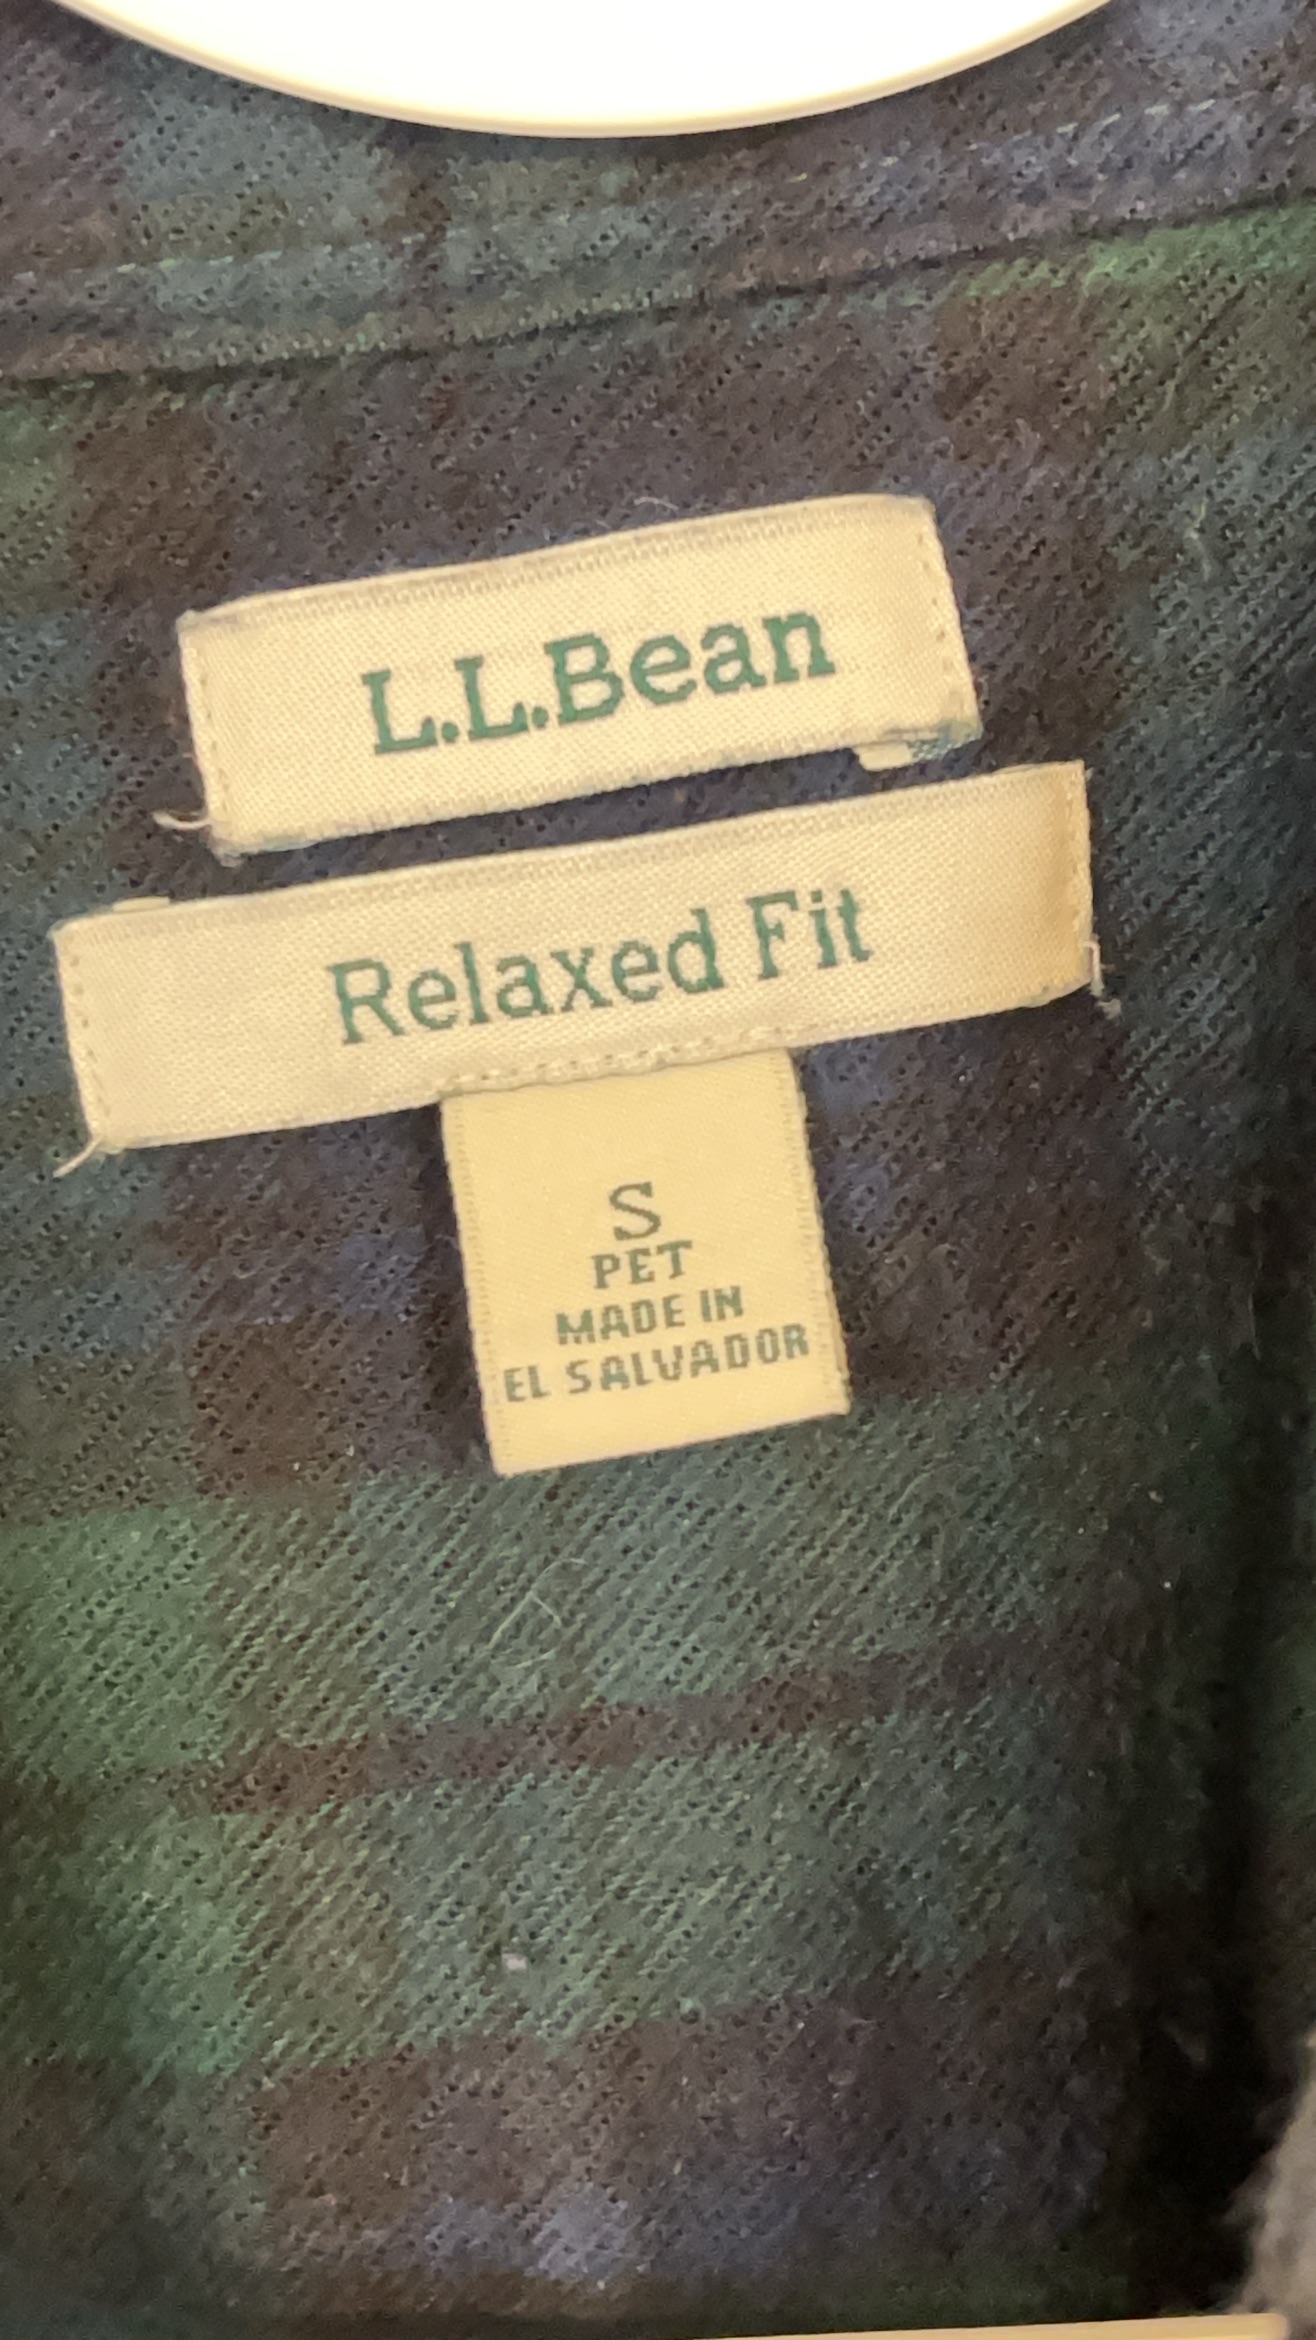 L.L.Bean
Relaxed Fit
S
PET
MADE IN
EL SALVADOR